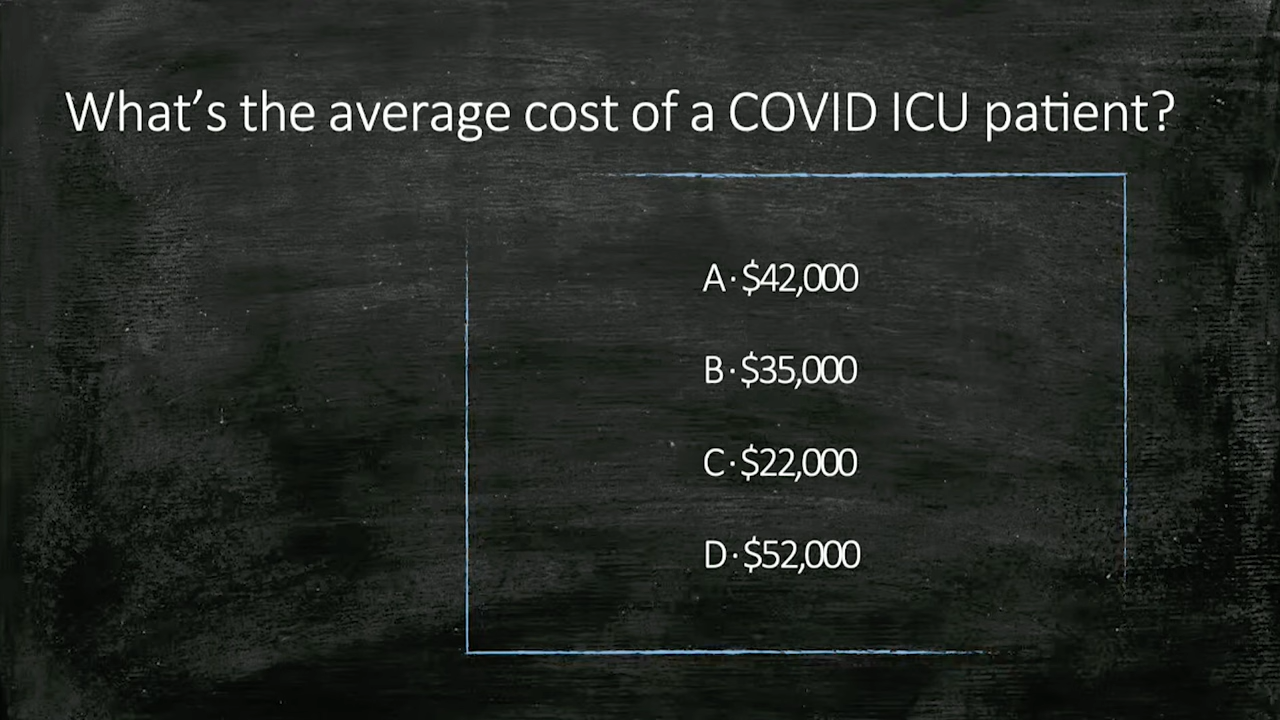 What’s the average cost of a COVID ICU patient?
A · $42,000
B · $35,000
C · $22,000
D · $52,000